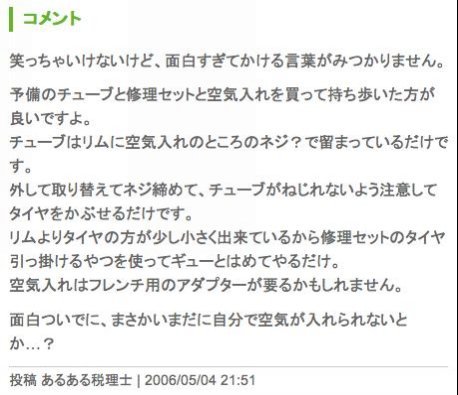 コメント
笑っちゃいけないけど、面白すぎてかける言葉がみつかりません。
予備のチューブと修理セットと空気入れを買って持ち歩いた方が
良いですよ。
チューブはリムに空気入れのところのネジ？で留まっているだけで
す。
外して取り替えてネジ締めて、チューブがねじれないよう注意して
タイヤをかぶせるだけです。
リムよりタイヤの方が少し小さく出来ているから修理セットのタイヤ
引っ掛けるやつを使ってギューとはめてやるだけ。
空気入れはフレンチ用のアダプターが要るかもしれません。
面白ついでに、まさかいまだに自分で空気が入れられないと
か…？
投稿 あるある税理士 | 2006/05/04 21:51